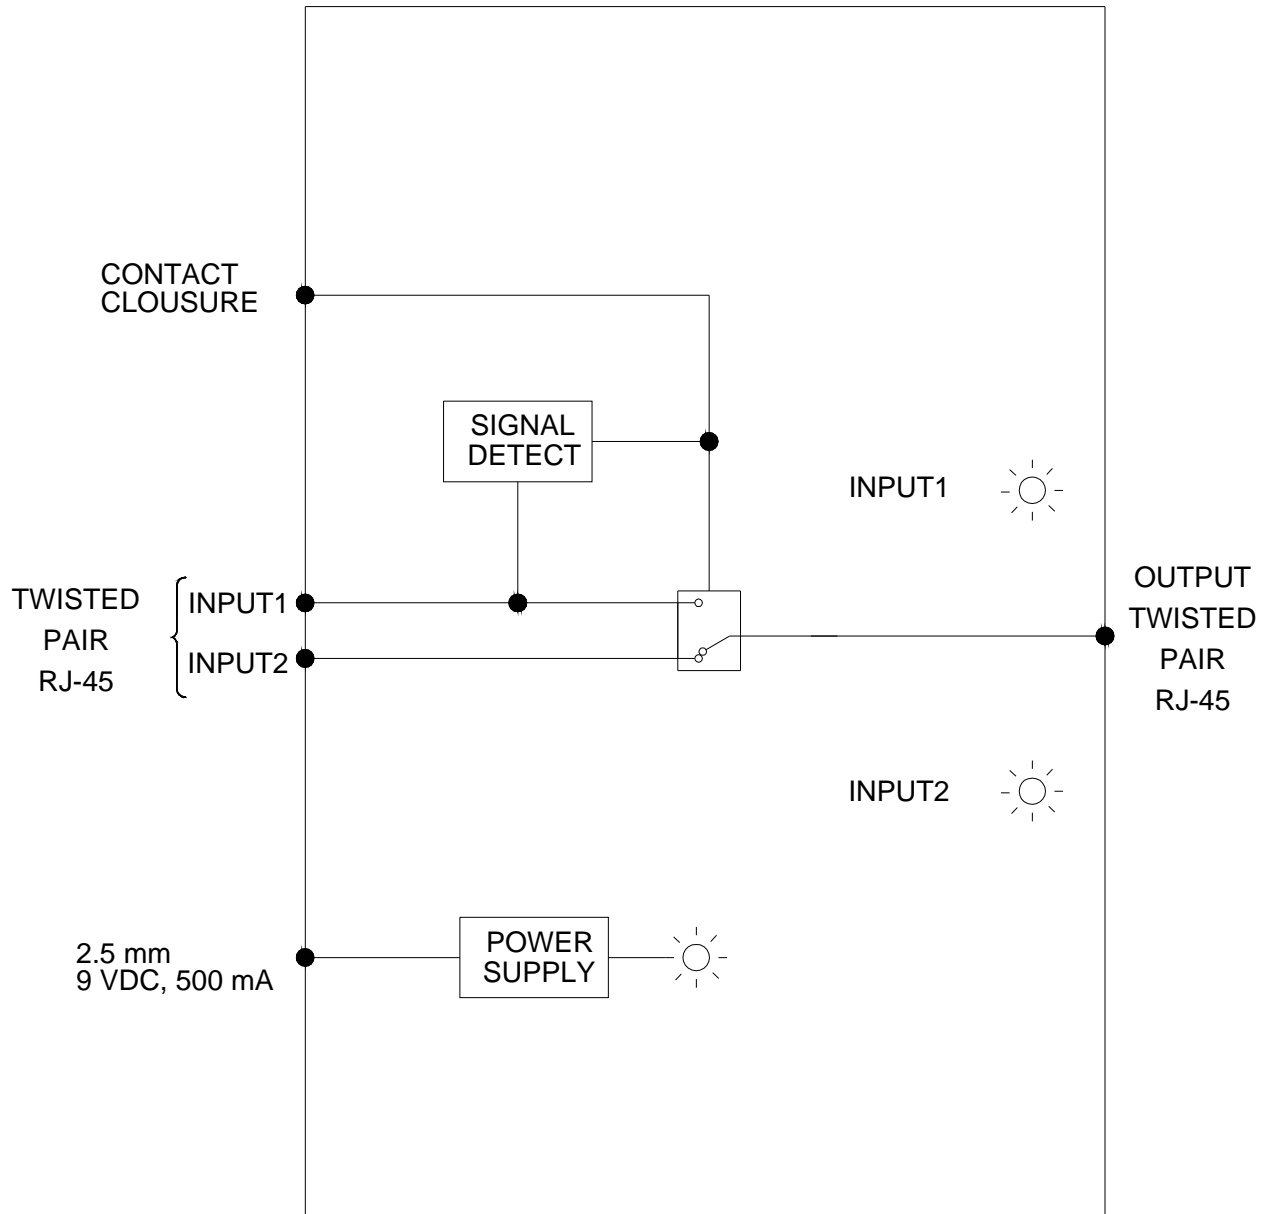 CONTACT
CLOUSURE
SIGNAL
DETECT
INPUT1
TWISTED
PAIR
RJ-45
INPUT1
INPUT2
OUTPUT
TWISTED
PAIR
RJ-45
INPUT2
2.5 mm
9 VDC, 500 mA
POWER
SUPPLY